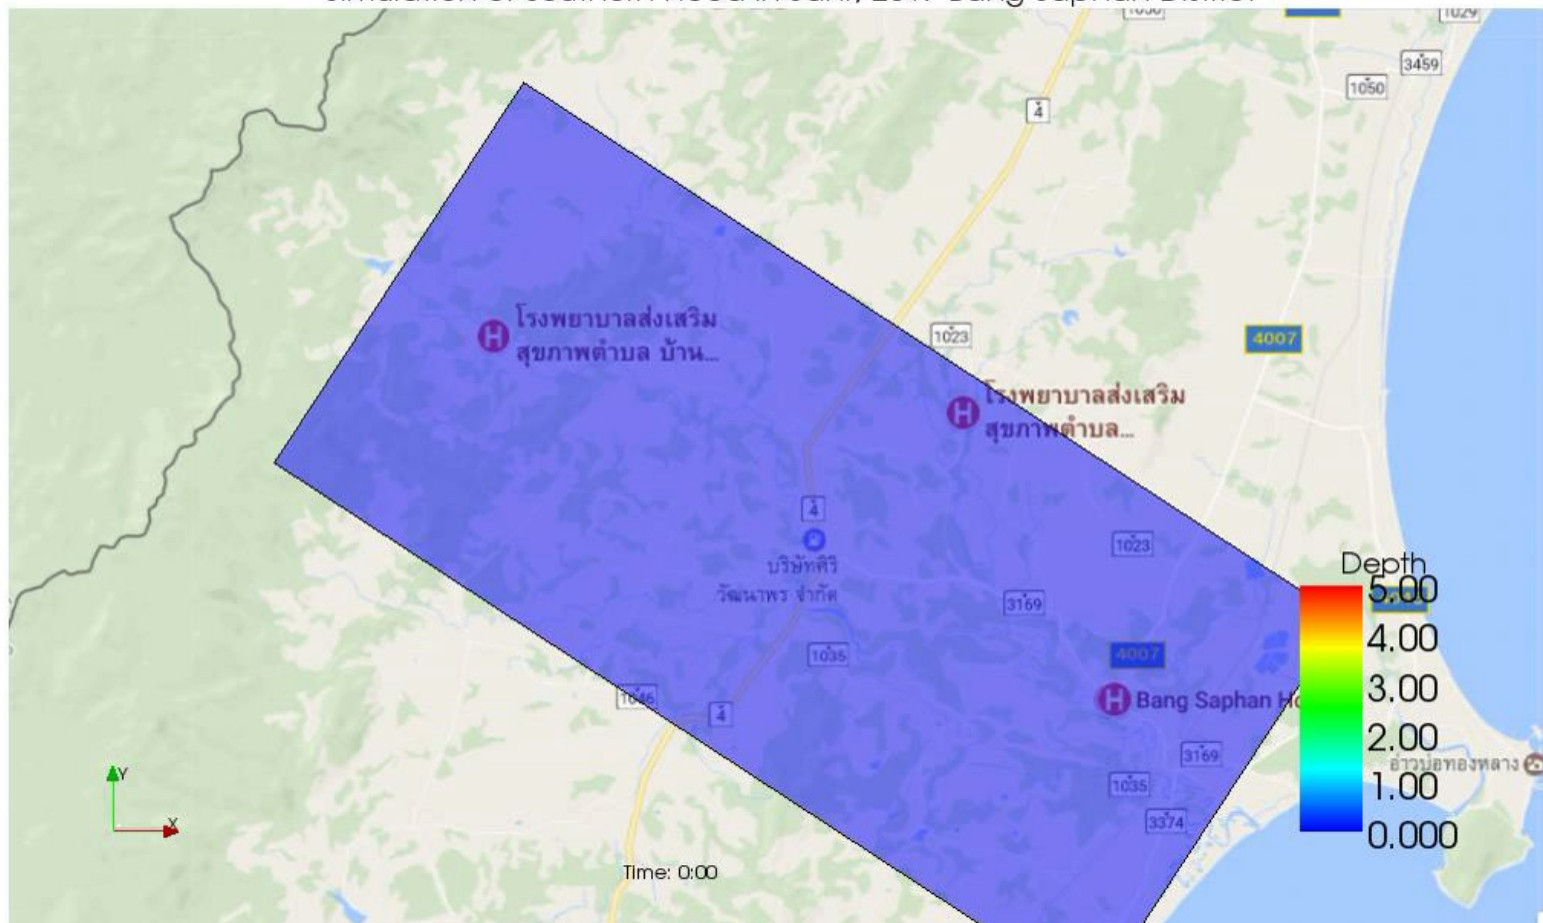 1029
3459
1050
4
โรงพยาบาลส่งเสริม
สุขภาพตำบล บ้าน...
1023
4007
โรงพยาบาลส่งเสริม
สุขภาพตำบล...
4
บริษัทศิริ
วัฒนาพร จำกัด
1023
3169
1035
4007
1046
4
Bang Saphan Ho
3169
1035
3374
อ่าวบ่อทองหลาง
Depth
5.00
4.00
3.00
2.00
1.00
0.000
Y
X
Time: 0:00